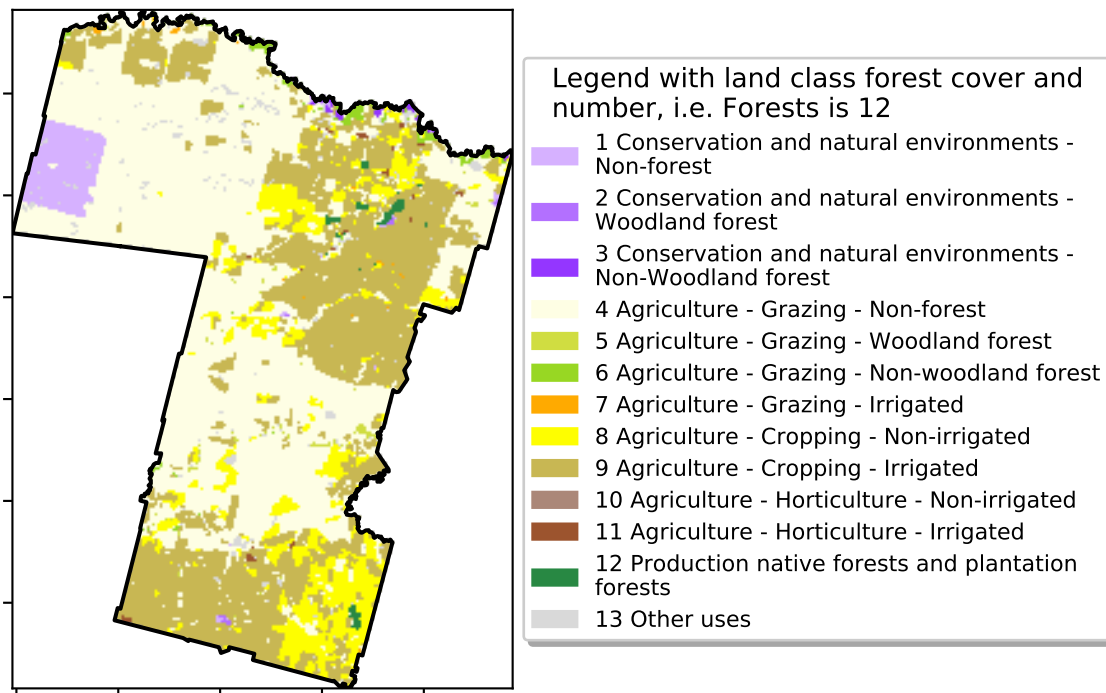 Legend with land class forest cover and
number, i.e. Forests is 12
1 Conservation and natural environments -
Non-forest
2 Conservation and natural environments -
Woodland forest
3 Conservation and natural environments -
Non-Woodland forest
4 Agriculture - Grazing - Non-forest
5 Agriculture - Grazing - Woodland forest
6 Agriculture - Grazing - Non-woodland forest
7 Agriculture - Grazing - Irrigated
8 Agriculture - Cropping - Non-irrigated
9 Agriculture - Cropping - Irrigated
10 Agriculture - Horticulture - Non-irrigated
11 Agriculture - Horticulture - Irrigated
12 Production native forests and plantation
forests
13 Other uses